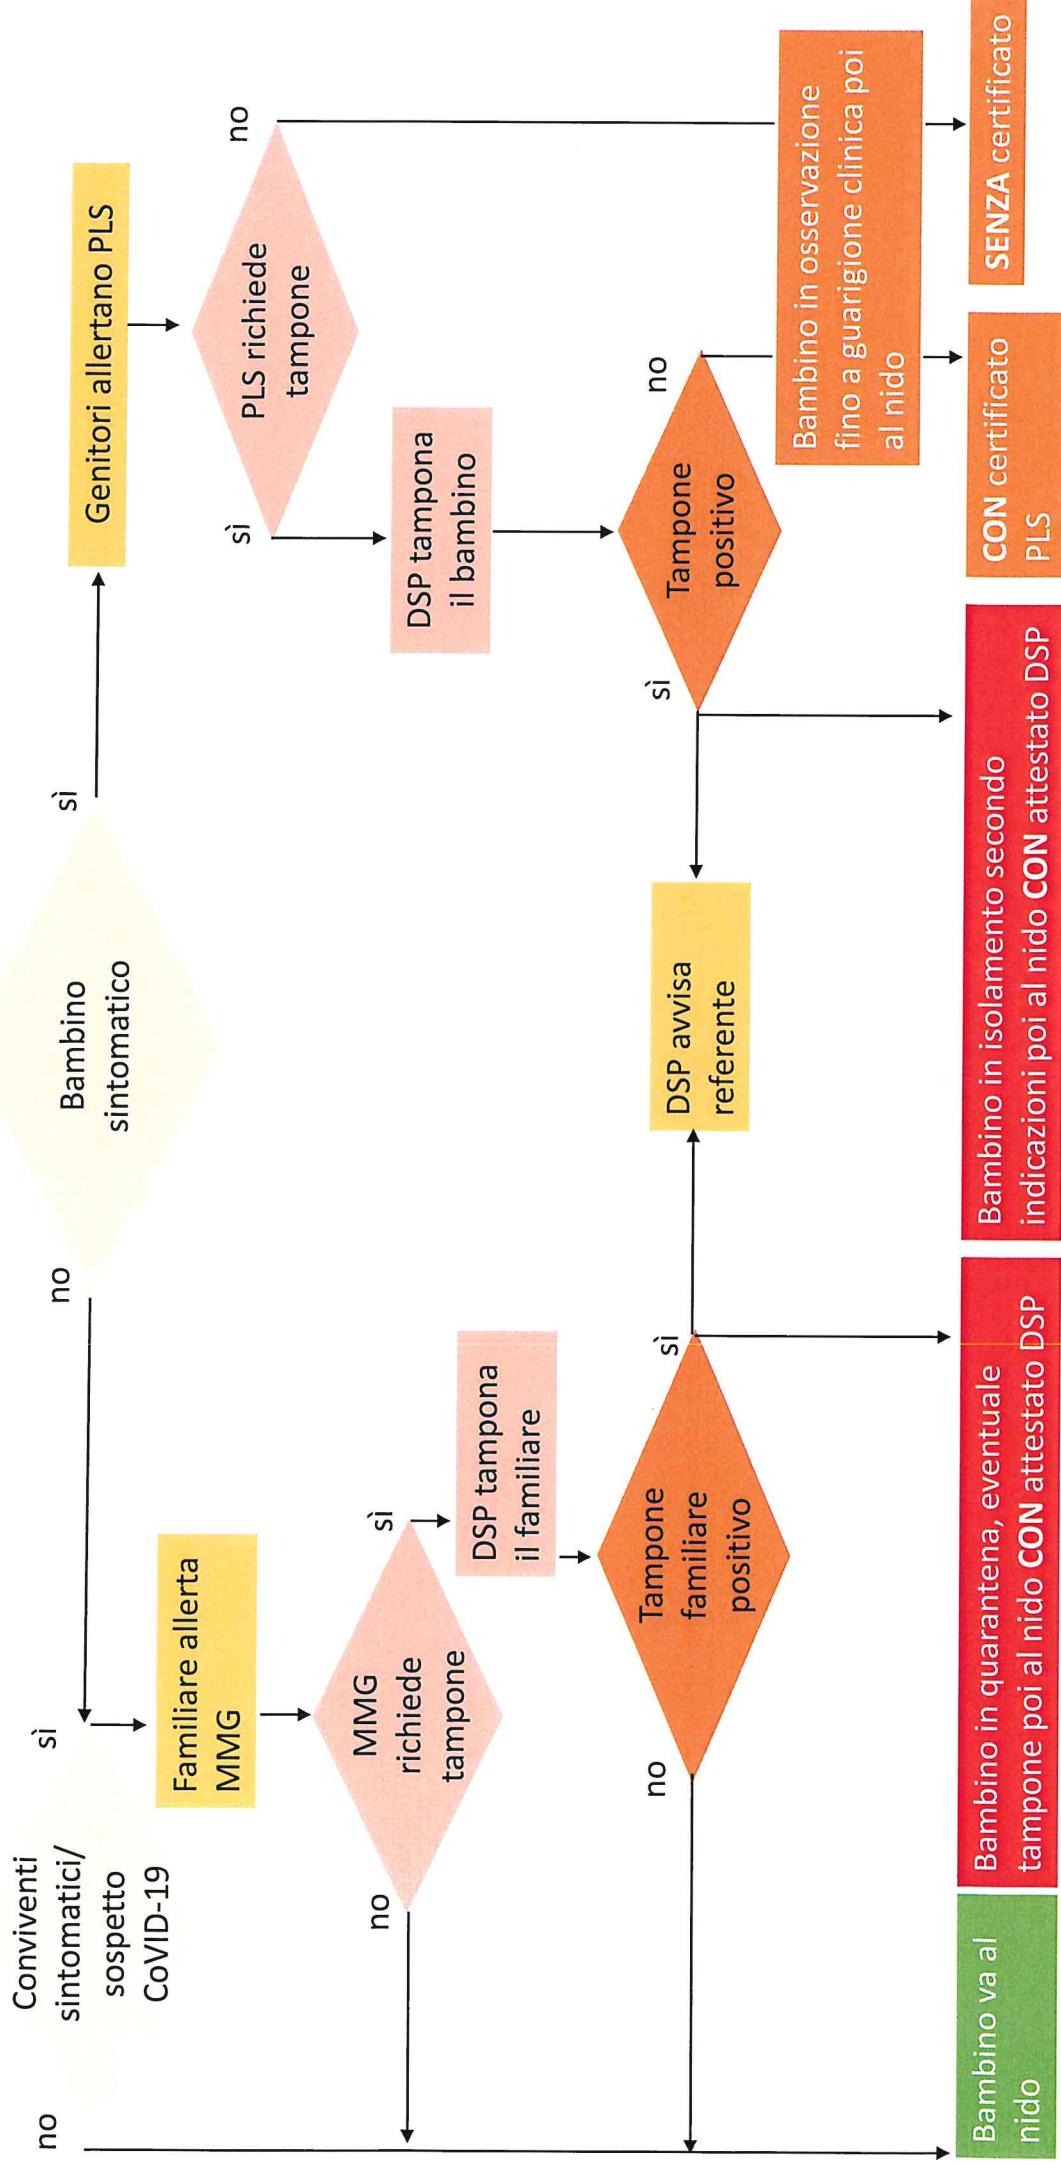 Bambino
sintomatico
no
sì
Conviventi
sintomatici/
sospetto
CoVID-19
no
sì
Familiare allerta
MMG
MMG
richiede
tampone
no
sì
DSP tampona
il familiare
Tampone
familiare
positivo
no
sì
DSP avvisa
referente
Genitori allertano PLS
PLS richiede
tampone
sì
no
DSP tampona
il bambino
Tampone
positivo
sì
no
Bambino in osservazione
fino a guarigione clinica poi
al nido
Bambino va al
nido
Bambino in quarantena, eventuale
tampone poi al nido CON attestato DSP
Bambino in isolamento secondo
indicazioni poi al nido CON attestato DSP
CON certificato
PLS
SENZA certificato